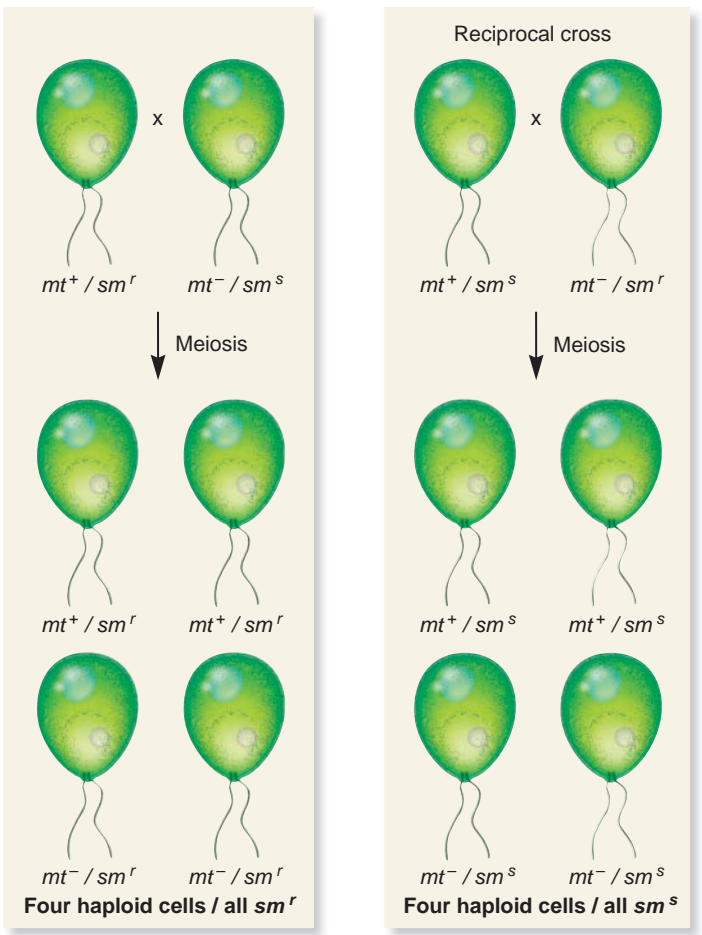 mt⁺ / smʳ
x
mt⁻ / smˢ
Meiosis
mt⁺ / smʳ
mt⁺ / smʳ
mt⁻ / smʳ
mt⁻ / smʳ
Four haploid cells / all smʳ
Reciprocal cross
mt⁺ / smˢ
x
mt⁻ / smʳ
Meiosis
mt⁺ / smˢ
mt⁺ / smˢ
mt⁻ / smˢ
mt⁻ / smˢ
Four haploid cells / all smˢ